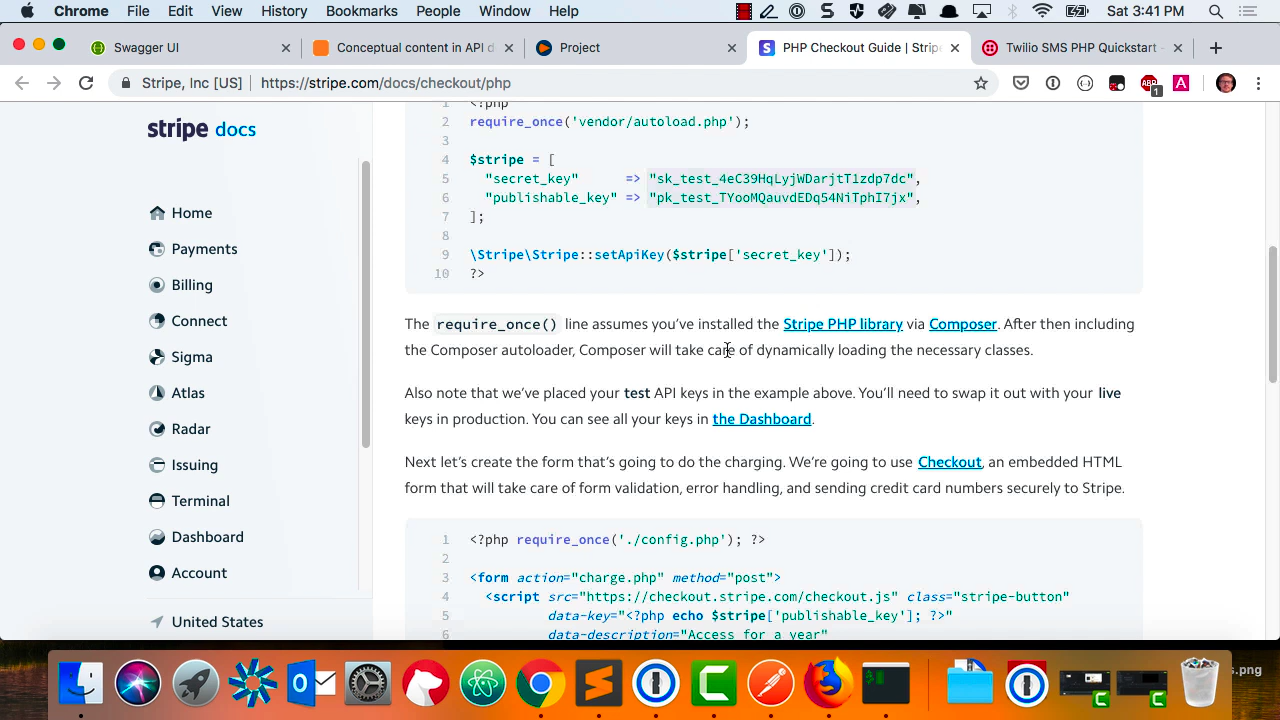 Chrome File Edit View History Bookmarks People Window Help Sat 3:41 PM
Swagger UI
Conceptual content in API d
Project
PHP Checkout Guide | Stripe
Twilio SMS PHP Quickstart -
Stripe, Inc [US] https://stripe.com/docs/checkout/php
ABP
1
A
stripe docs
Home
Payments
Billing
Connect
Sigma
Atlas
Radar
Issuing
Terminal
Dashboard
Account
United States
1 <?php
2 require_once('vendor/autoload.php');
3
4 $stripe = [
5 "secret_key" => "sk_test_4eC39HqLyjWDarjtT1zdp7dc",
6 "publishable_key" => "pk_test_TYooMQauvdEDq54NiTphI7jx",
7 ];
8
9 \Stripe\Stripe::setApiKey($stripe['secret_key']);
10 ?>
The require_once() line assumes you've installed the Stripe PHP library via Composer. After then including
the Composer autoloader, Composer will take care of dynamically loading the necessary classes.
Also note that we've placed your test API keys in the example above. You'll need to swap it out with your live
keys in production. You can see all your keys in the Dashboard.
Next let's create the form that's going to do the charging. We're going to use Checkout, an embedded HTML
form that will take care of form validation, error handling, and sending credit card numbers securely to Stripe.
1 <?php require_once('./config.php'); ?>
2
3 <form action="charge.php" method="post">
4 <script src="https://checkout.stripe.com/checkout.js" class="stripe-button"
5 data-key="<?php echo $stripe['publishable_key']; ?>"
6 data-description="Access for a year"
s.png